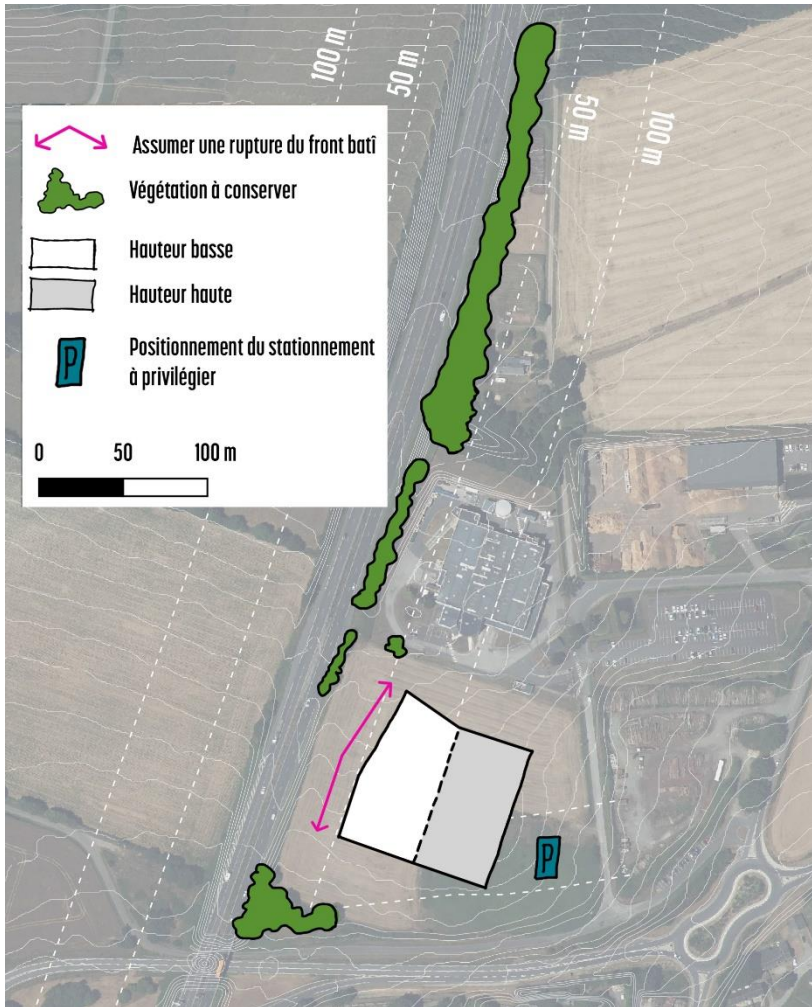 100 m
50 m
50 m
100 m
Assumer une rupture du front batî
Végétation à conserver
Hauteur basse
Hauteur haute
P
Positionnement du stationnement
à privilégier
0 50 100 m
P